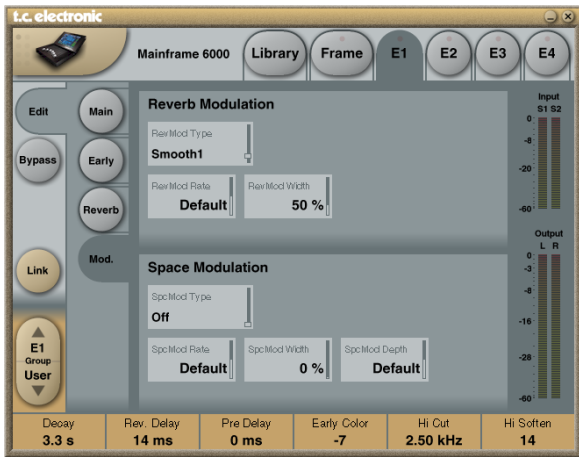 t.c. electronic
Mainframe 6000 Library Frame E1 E2 E3 E4
Edit
Bypass
Link
E1
Group
User
Main
Early
Reverb
Mod.
Reverb Modulation
RevMod Type
Smooth1
RevMod Rate
Default
RevMod Width
50 %
Space Modulation
SpcMod Type
Off
SpcMod Rate
Default
SpcMod Width
0 %
SpcMod Depth
Default
Input
S1 S2
0
-8
-20
-60
Output
L R
0
-3
-8
-16
-28
-60
Decay
3.3 s
Rev. Delay
14 ms
Pre Delay
0 ms
Early Color
-7
Hi Cut
2.50 kHz
Hi Soften
14